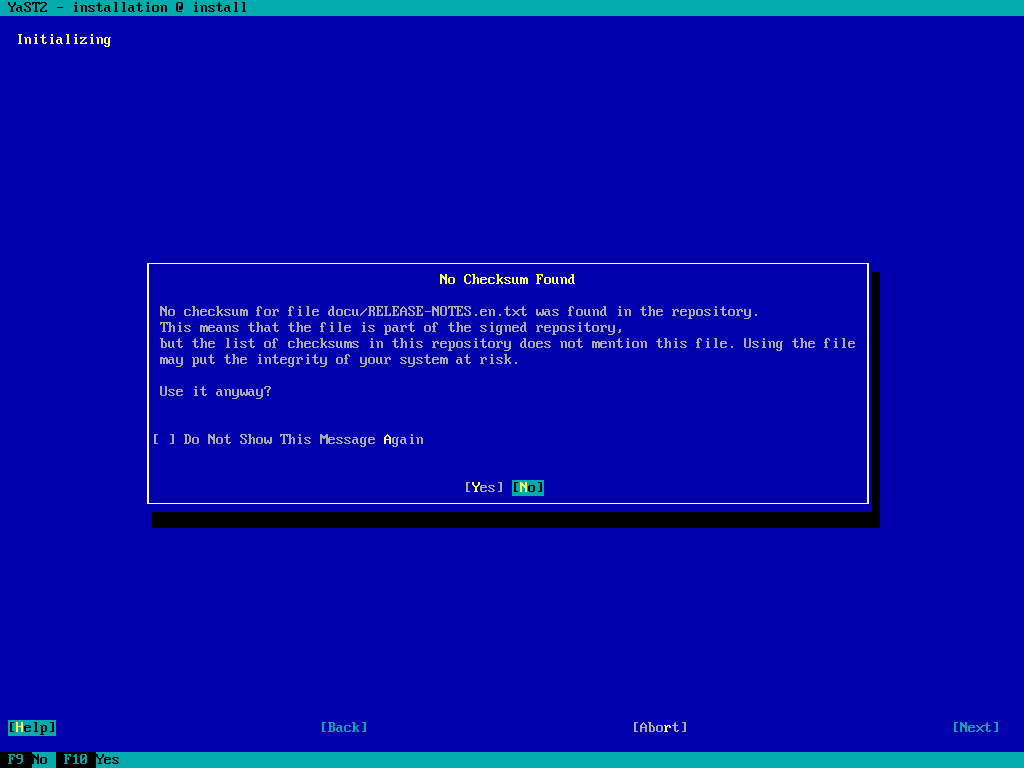 YaST2 - installation @ install
Initializing
No Checksum Found
No checksum for file docu/RELEASE-NOTES.en.txt was found in the repository.
This means that the file is part of the signed repository,
but the list of checksums in this repository does not mention this file. Using the file
may put the integrity of your system at risk.
Use it anyway?
[ ] Do Not Show This Message Again
[Yes] [No]
[Help] [Back] [Abort] [Next]
F9 No F10 Yes